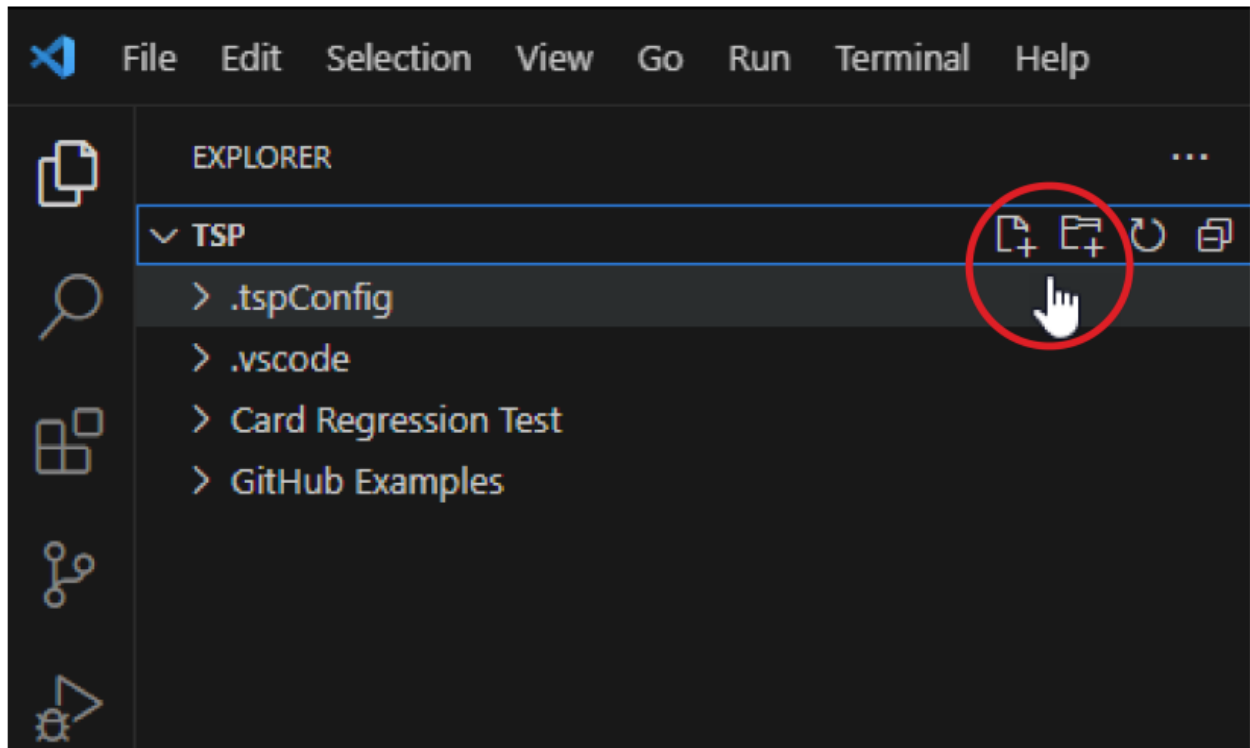 File Edit Selection View Go Run Terminal Help
EXPLORER
TSP
.tspConfig
.vscode
Card Regression Test
GitHub Examples